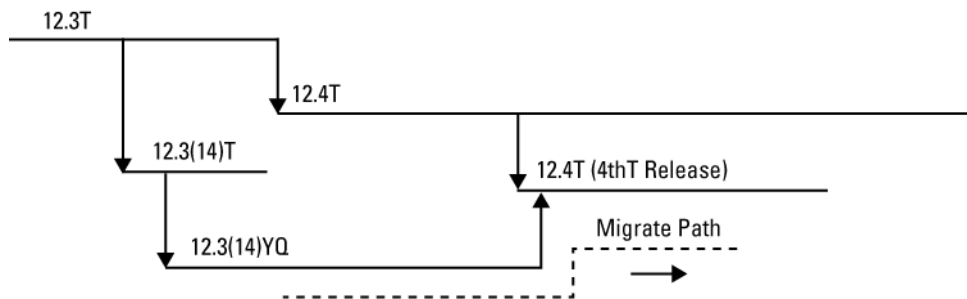 12.3T
12.4T
12.3(14)T
12.4T (4thT Release)
12.3(14)YQ
Migrate Path